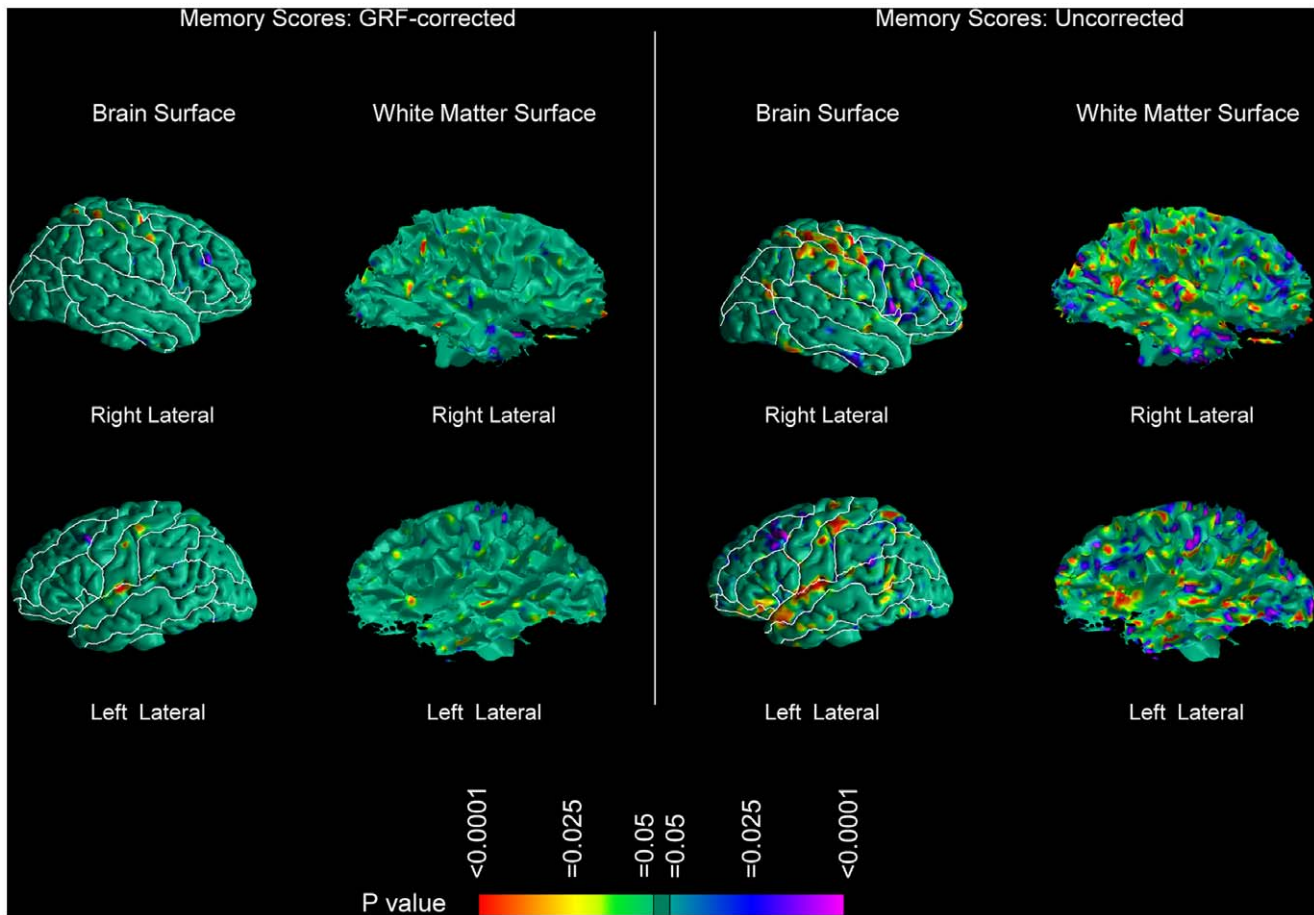 Memory Scores: GRF-corrected
Memory Scores: Uncorrected
Brain Surface
White Matter Surface
Brain Surface
White Matter Surface
Right Lateral
Right Lateral
Right Lateral
Right Lateral
Left Lateral
Left Lateral
Left Lateral
Left Lateral
<0.0001
=0.025
=0.05
=0.05
=0.025
<0.0001
P value